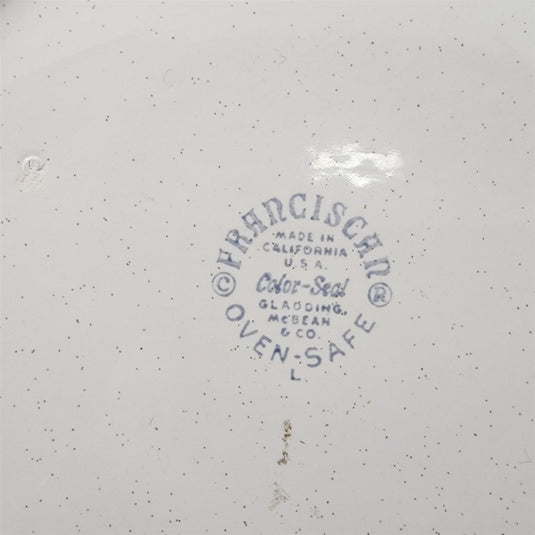 FRANCISCAN
MADE IN
CALIFORNIA
U.S.A.
Color-Seal
GLADDING,
McBEAN
& CO.
© OVEN-SAFE ®
L